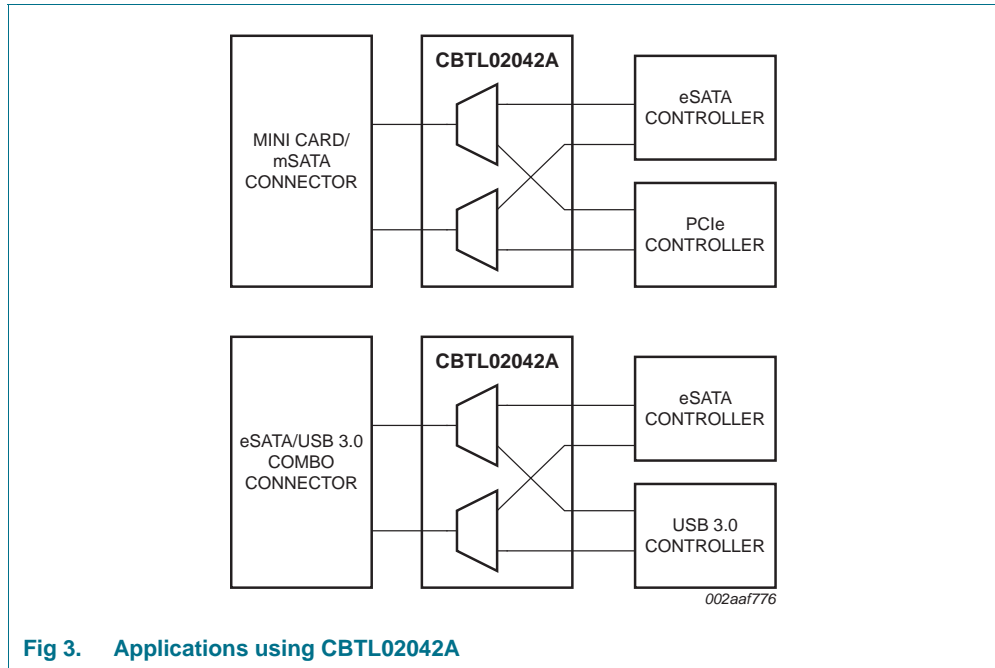 CBTL02042A
MINI CARD/
mSATA
CONNECTOR
eSATA
CONTROLLER
PCIe
CONTROLLER
CBTL02042A
eSATA/USB 3.0
COMBO
CONNECTOR
eSATA
CONTROLLER
USB 3.0
CONTROLLER
002aaf776
Fig 3. Applications using CBTL02042A